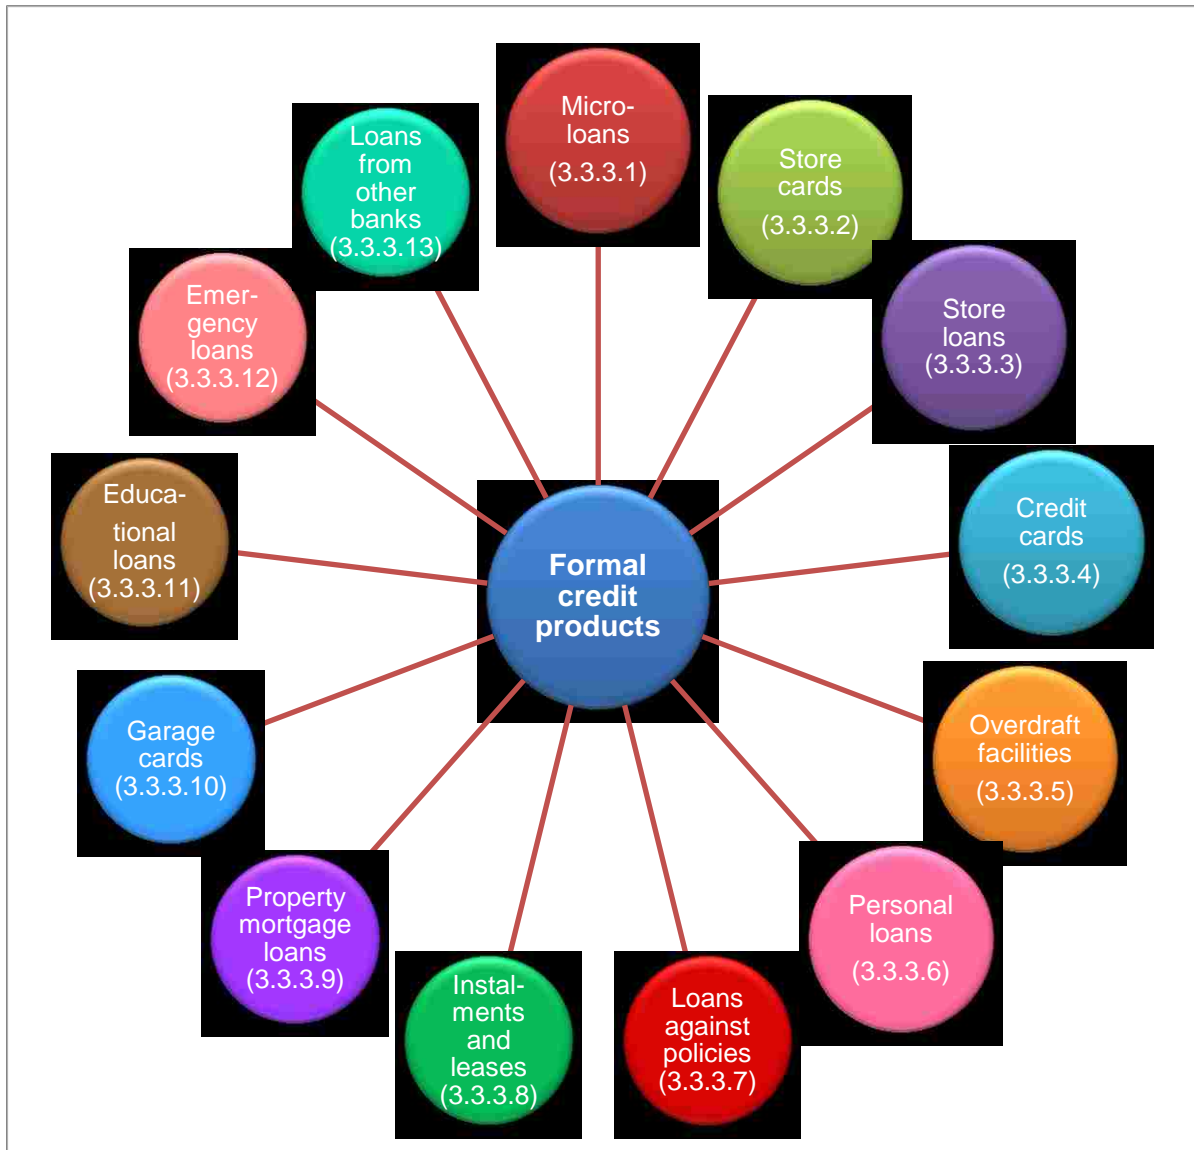 Micro-
loans
(3.3.3.1)
Store
cards
(3.3.3.2)
Store
loans
(3.3.3.3)
Credit
cards
(3.3.3.4)
Overdraft
facilities
(3.3.3.5)
Personal
loans
(3.3.3.6)
Loans
against
policies
(3.3.3.7)
Instal-
ments
and
leases
(3.3.3.8)
Property
mortgage
loans
(3.3.3.9)
Garage
cards
(3.3.3.10)
Educa-
tional
loans
(3.3.3.11)
Emer-
gency
loans
(3.3.3.12)
Loans
from
other
banks
(3.3.3.13)
Formal
credit
products